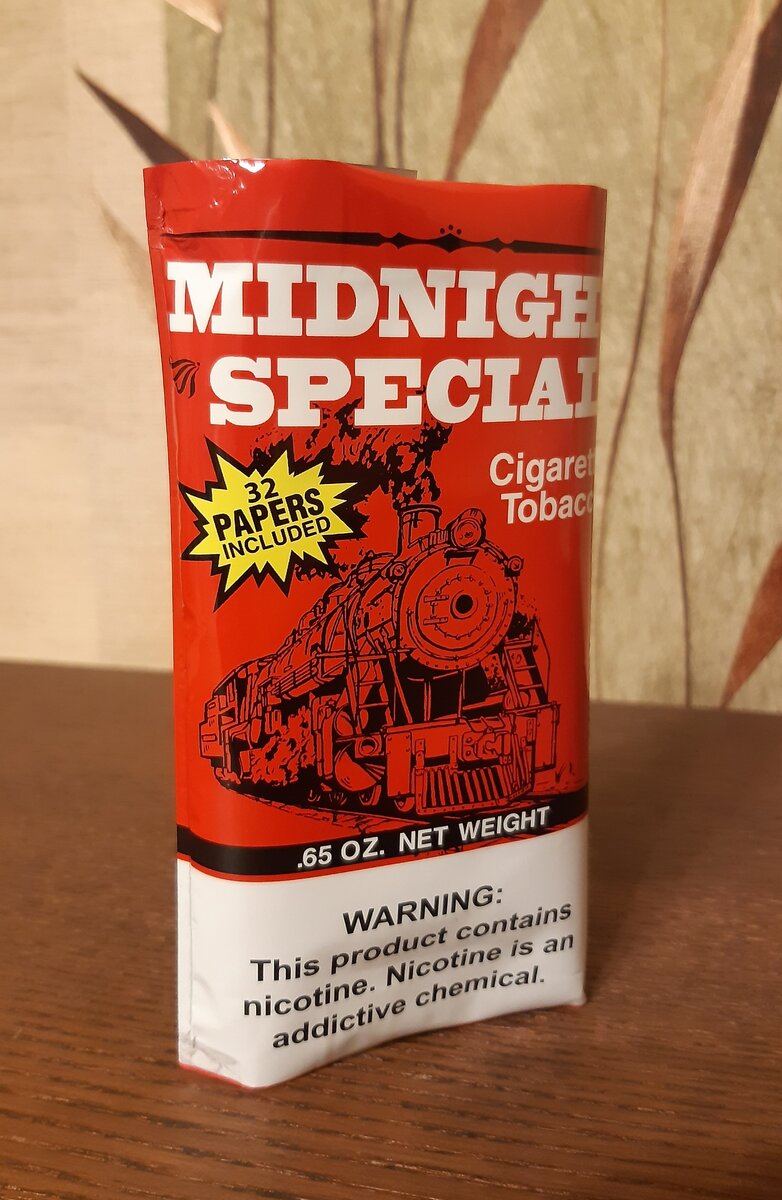 MIDNIGH
SPECIAL
Cigaret
Tobacc
32
PAPERS
INCLUDED
.65 OZ. NET WEIGHT
WARNING:
This product contains
nicotine. Nicotine is an
addictive chemical.